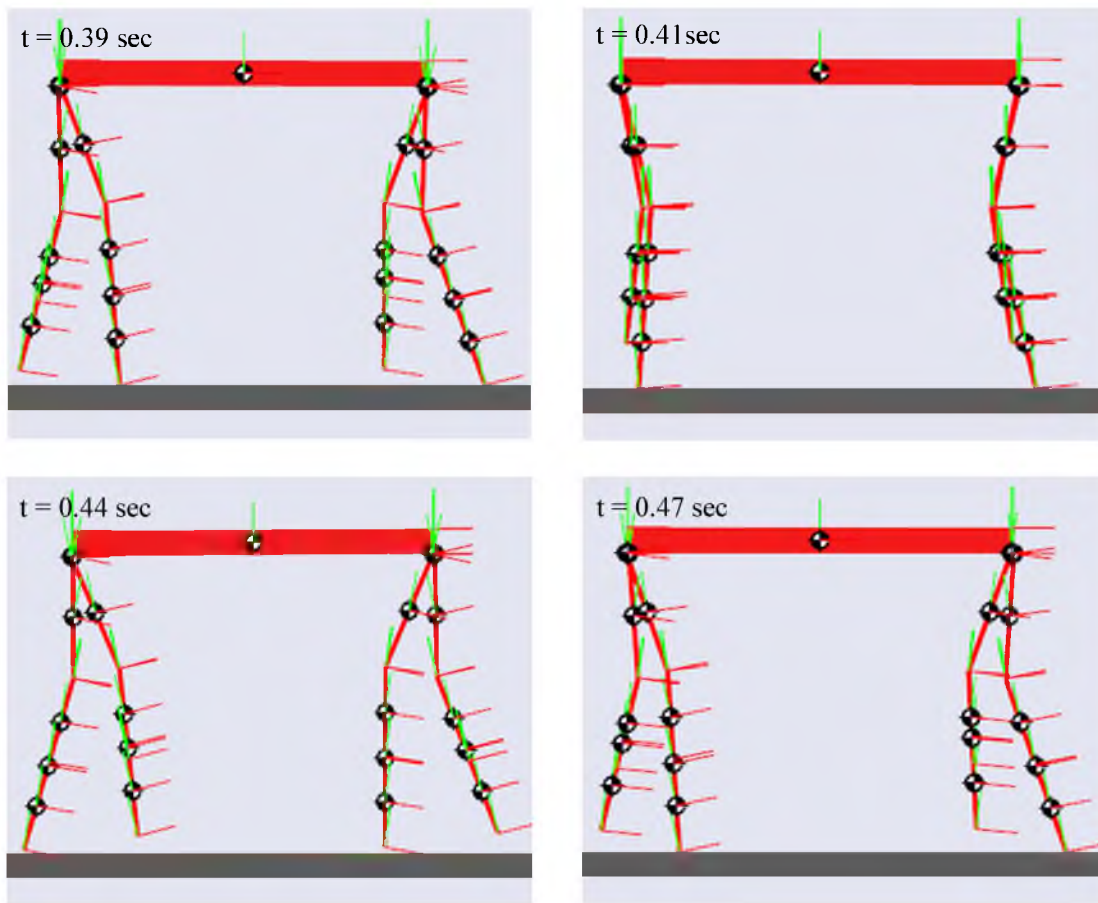 t = 0.39 sec
t = 0.41sec
t = 0.44 sec
t = 0.47 sec